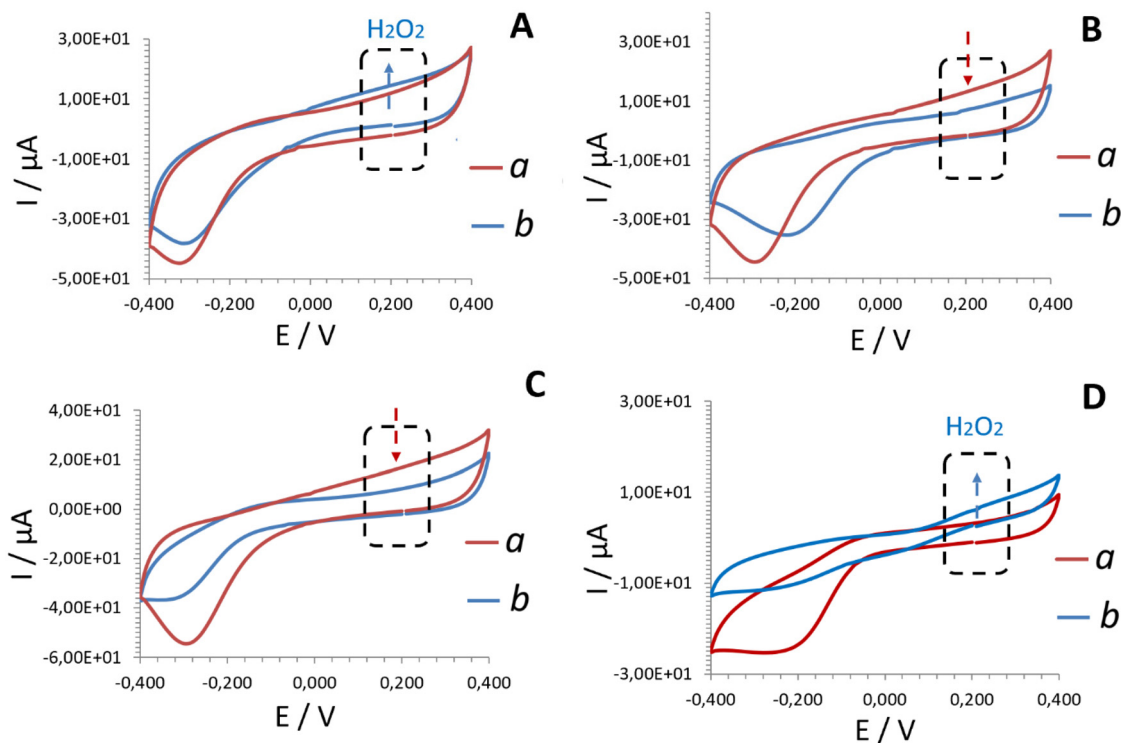 A
H2O2
3,00E+01
1,00E+01
-1,00E+01
-3,00E+01
-5,00E+01
I / µA
-0,400 -0,200 0,000 0,200 0,400
E / V
a
b
B
3,00E+01
1,00E+01
-1,00E+01
-3,00E+01
-5,00E+01
I / µA
-0,400 -0,200 0,000 0,200 0,400
E / V
a
b
C
4,00E+01
2,00E+01
0,00E+00
-2,00E+01
-4,00E+01
-6,00E+01
I / µA
-0,400 -0,200 0,000 0,200 0,400
E / V
a
b
D
H2O2
3,00E+01
1,00E+01
-1,00E+01
-3,00E+01
I / µA
-0,400 -0,200 0,000 0,200 0,400
E / V
a
b